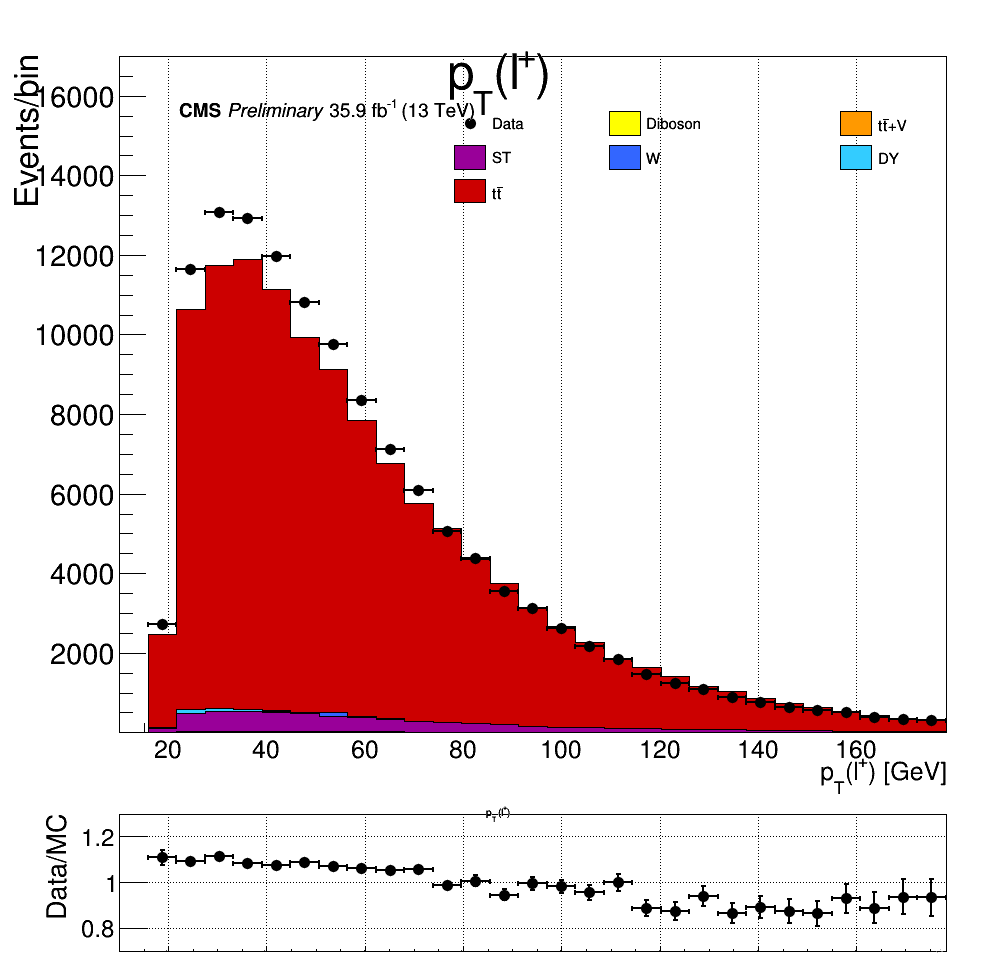 p_T(l⁺)
Events/bin
CMS Preliminary 35.9 fb⁻¹ (13 TeV)
Data
Diboson
tt̄+V
ST
W
DY
tt̄
16000
14000
12000
10000
8000
6000
4000
2000
20 40 60 80 100 120 140 160
p_T(l⁺) [GeV]
p_T(l⁺)
Data/MC
1.2
1
0.8